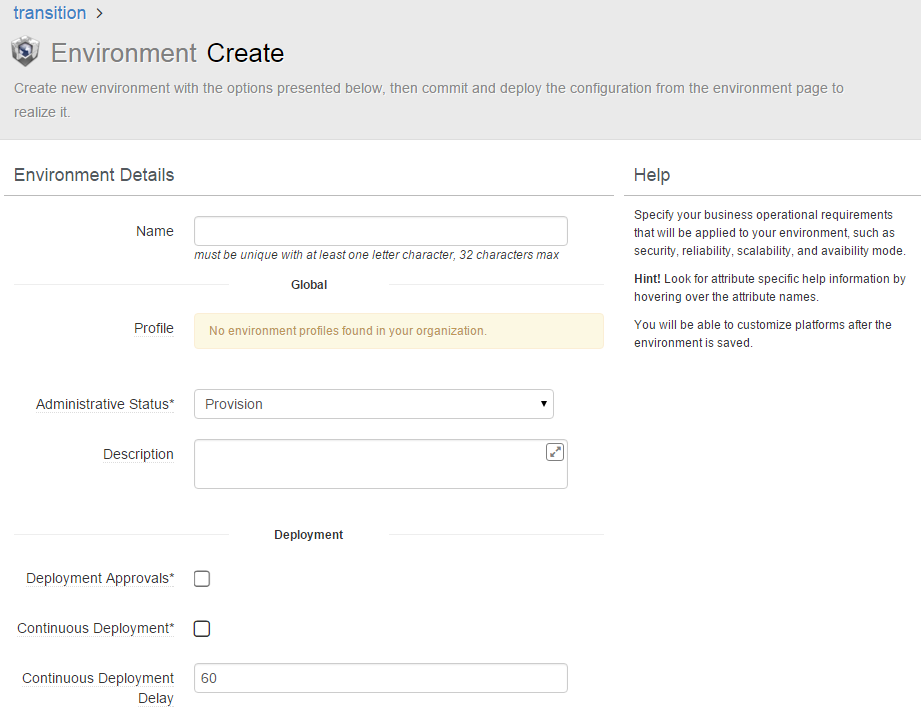 transition >
Environment Create
Create new environment with the options presented below, then commit and deploy the configuration from the environment page to
realize it.
Environment Details
Name
must be unique with at least one letter character, 32 characters max
Global
Profile
No environment profiles found in your organization.
Administrative Status*
Provision
Description
Deployment
Deployment Approvals*
Continuous Deployment*
Continuous Deployment
Delay
60
Help
Specify your business operational requirements
that will be applied to your environment, such as
security, reliability, scalability, and avaibility mode.
Hint! Look for attribute specific help information by
hovering over the attribute names.
You will be able to customize platforms after the
environment is saved.